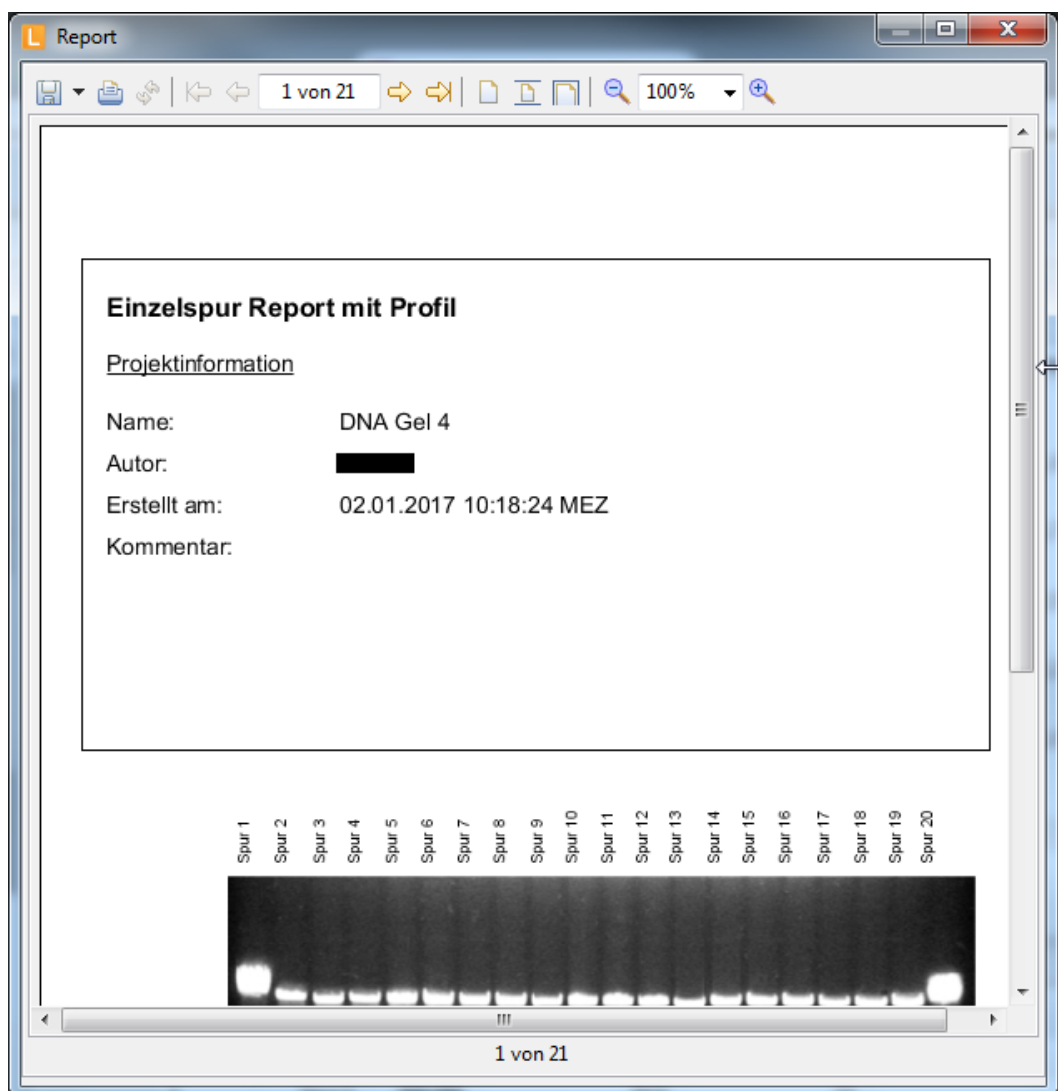 Report
1 von 21
100%
Einzelspur Report mit Profil
Projektinformation
Name: DNA Gel 4
Autor:
Erstellt am: 02.01.2017 10:18:24 MEZ
Kommentar:
Spur 1 Spur 2 Spur 3 Spur 4 Spur 5 Spur 6 Spur 7 Spur 8 Spur 9 Spur 10 Spur 11 Spur 12 Spur 13 Spur 14 Spur 15 Spur 16 Spur 17 Spur 18 Spur 19 Spur 20
1 von 21